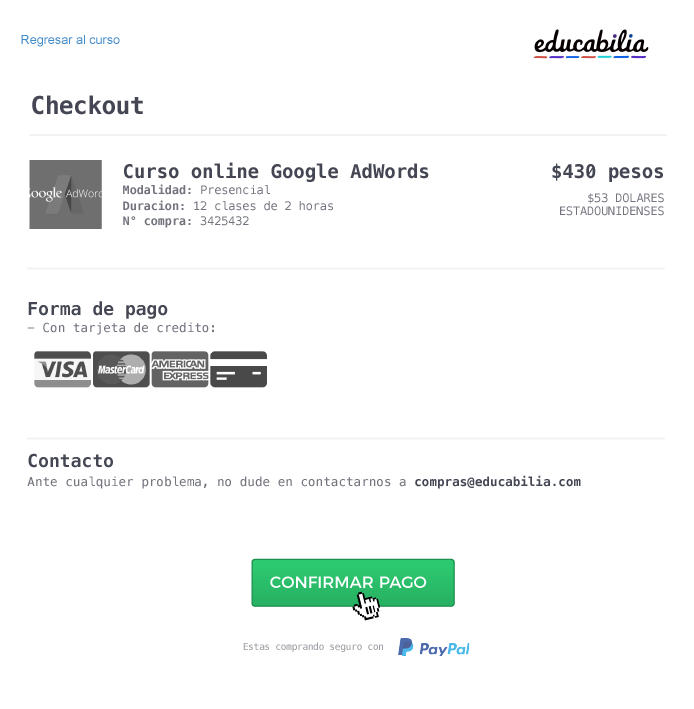 Regresar al curso
educabilia
Checkout
Google AdWords
Curso online Google AdWords
$430 pesos
Modalidad: Presencial
Duracion: 12 clases de 2 horas
N° compra: 3425432
$53 DOLARES
ESTADOUNIDENSES
Forma de pago
- Con tarjeta de credito:
VISA
MasterCard
AMERICAN
EXPRESS
Contacto
Ante cualquier problema, no dude en contactarnos a compras@educabilia.com
CONFIRMAR PAGO
Estas comprando seguro con
PayPal